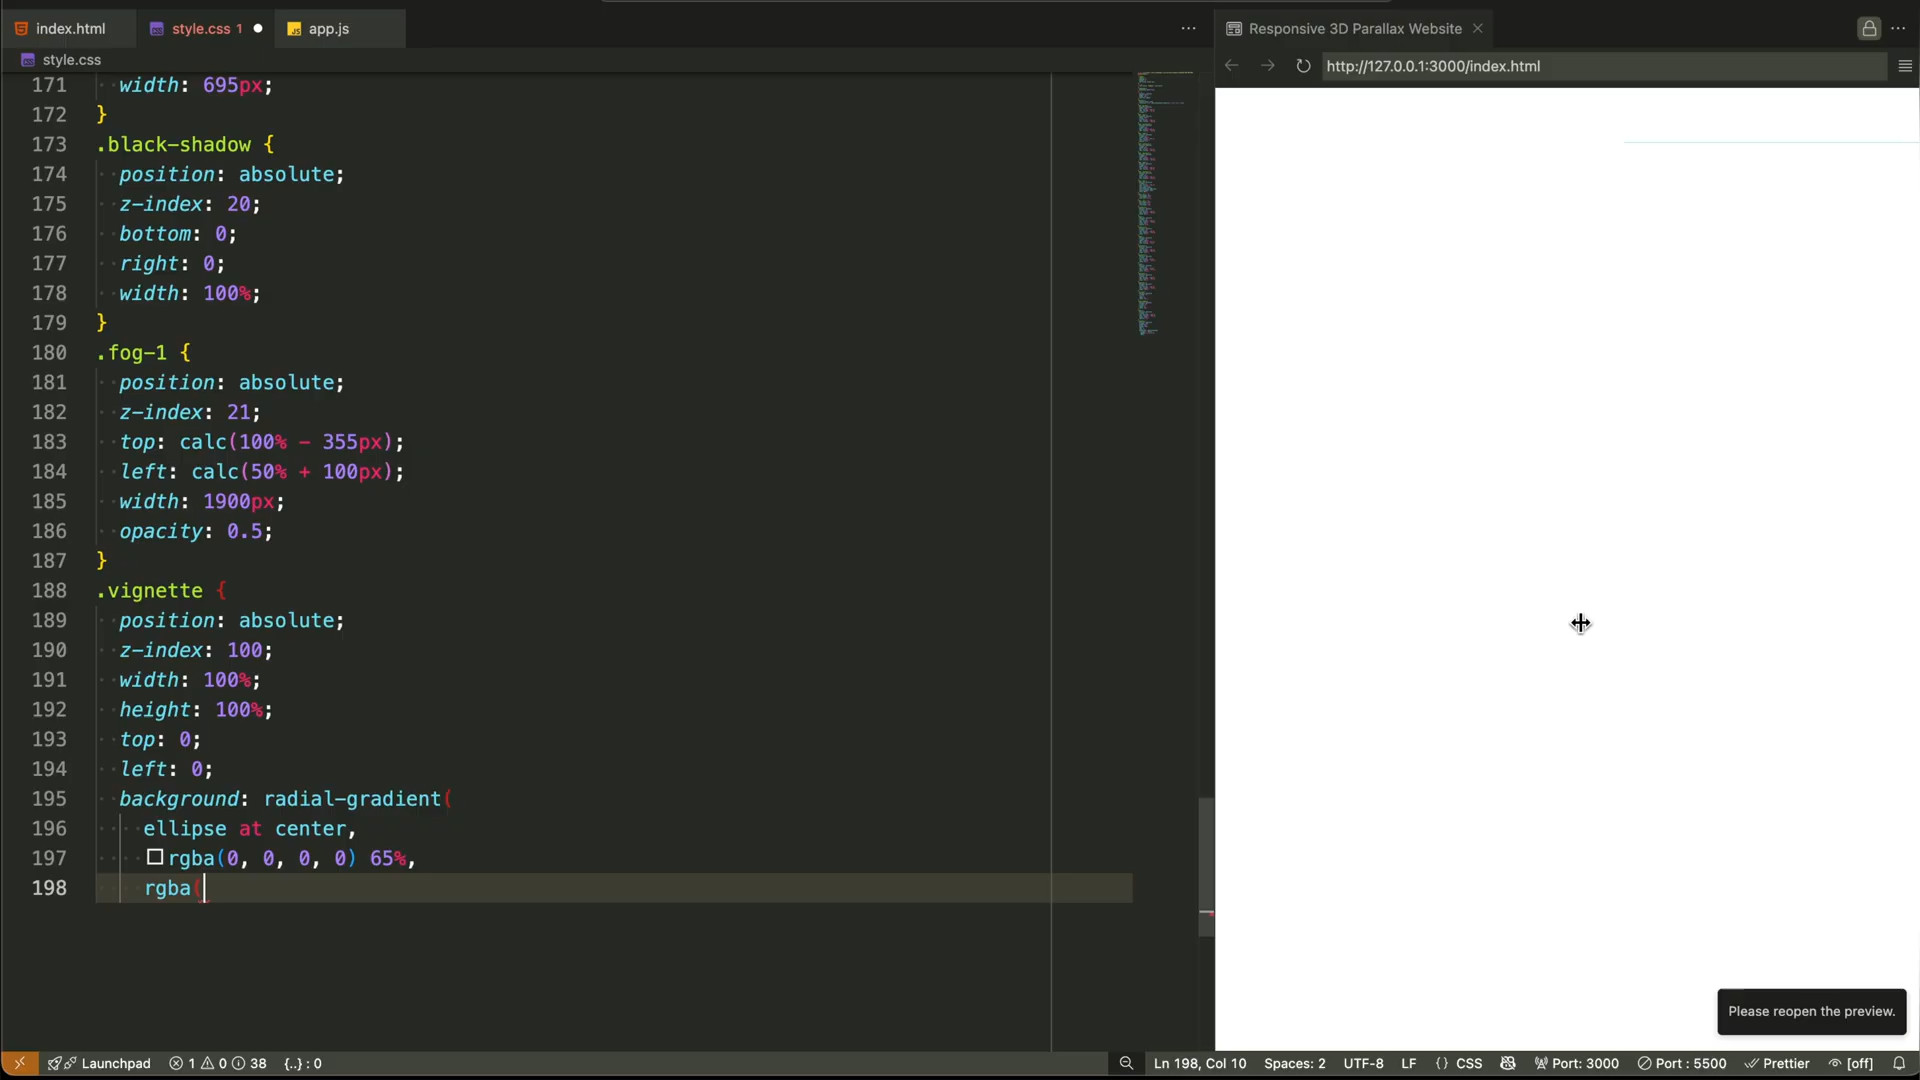 index.html
style.css 1
app.js
Responsive 3D Parallax Website
style.css
http://127.0.0.1:3000/index.html
171 width: 695px;
172 }
173 .black-shadow {
174 position: absolute;
175 z-index: 20;
176 bottom: 0;
177 right: 0;
178 width: 100%;
179 }
180 .fog-1 {
181 position: absolute;
182 z-index: 21;
183 top: calc(100% - 355px);
184 left: calc(50% + 100px);
185 width: 1900px;
186 opacity: 0.5;
187 }
188 .vignette {
189 position: absolute;
190 z-index: 100;
191 width: 100%;
192 height: 100%;
193 top: 0;
194 left: 0;
195 background: radial-gradient(
196 ellipse at center,
197 rgba(0, 0, 0, 0) 65%,
198 rgba(
Please reopen the preview.
Launchpad 1 0 38 {..} : 0 Ln 198, Col 10 Spaces: 2 UTF-8 LF {} CSS Port: 3000 Port : 5500 Prettier [off]